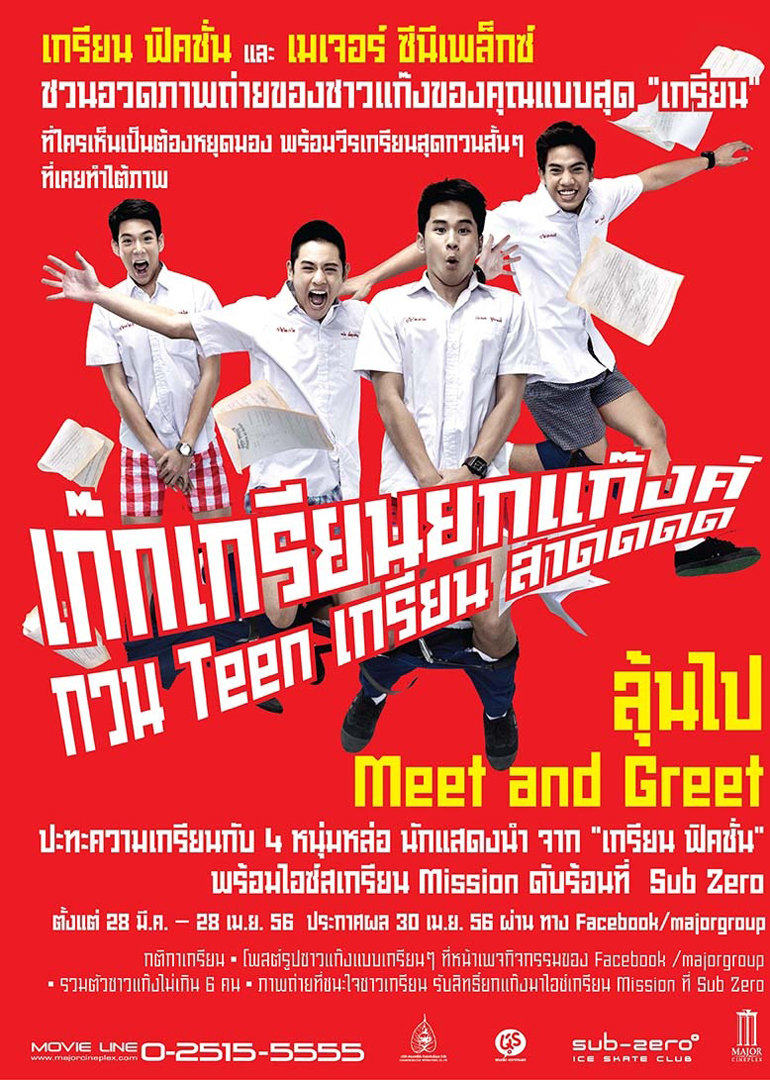 เกรียน ฟิคชั่น และ เมเจอร์ ซีนีเพล็กซ์
ชวนอวดภาพถ่ายของชาวแก๊งของคุณแบบสุด "เกรียน"
ที่ใครเห็นเป็นต้องหยุดมอง พร้อมวีรเกรียนสุดกวนสั้นๆ
ที่เคยทำใต้ภาพ
เก๊กเกรียนยกแก๊งค์
กวน Teen เกรียน สาดดดด
ลุ้นไป
Meet and Greet
ปะทะความเกรียนกับ 4 หนุ่มหล่อ นักแสดงนำ จาก "เกรียน ฟิคชั่น"
พร้อมไอซ์สเกรียน Mission ดับร้อนที่ Sub Zero
ตั้งแต่ 28 มี.ค. – 28 เม.ย. 56 ประกาศผล 30 เม.ย. 56 ผ่าน ทาง Facebook/majorgroup
กติกาเกรียน • โพสต์รูปชาวแก๊งแบบเกรียนๆ ที่หน้าเพจกิจกรรมของ Facebook /majorgroup
• รวมตัวชาวแก๊งไม่เกิน 6 คน • ภาพถ่ายที่ชนะใจชาวเกรียน รับสิทธิ์ยกแก๊งมาไอซ์เกรียน Mission ที่ Sub Zero
MOVIE LINE 0-2515-5555
www.majorcineplex.com
sub-zero°
ICE SKATE CLUB
MAJOR
CINEPLEX